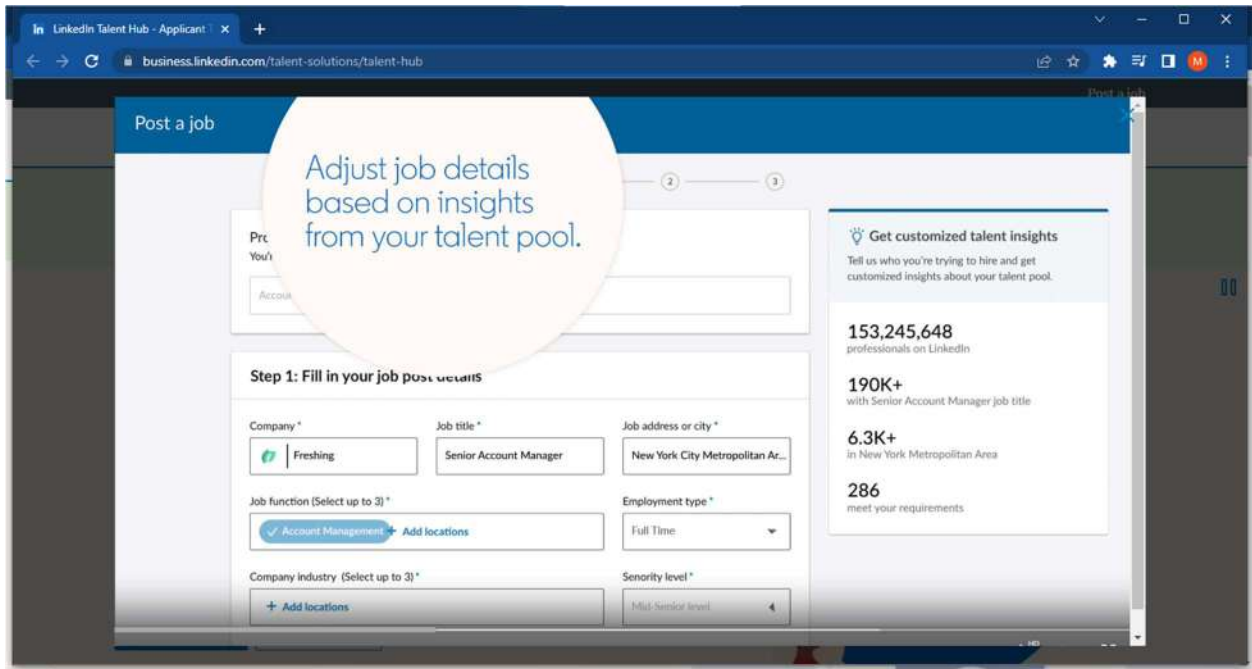 in LinkedIn Talent Hub - Applicant T
business.linkedin.com/talent-solutions/talent-hub
M
Post a job
Post a job
Adjust job details
based on insights
from your talent pool.
2
3
Step 1: Fill in your job post details
Company *
Job title *
Job address or city *
Freshing
Senior Account Manager
New York City Metropolitan Ar...
Job function (Select up to 3) *
Employment type *
Account Management
+ Add locations
Full Time
Company industry (Select up to 3) *
Senority level *
+ Add locations
Mid-Senior level
Get customized talent insights
Tell us who you're trying to hire and get
customized insights about your talent pool.
153,245,648
professionals on LinkedIn
190K+
with Senior Account Manager job title
6.3K+
in New York Metropolitan Area
286
meet your requirements
HD